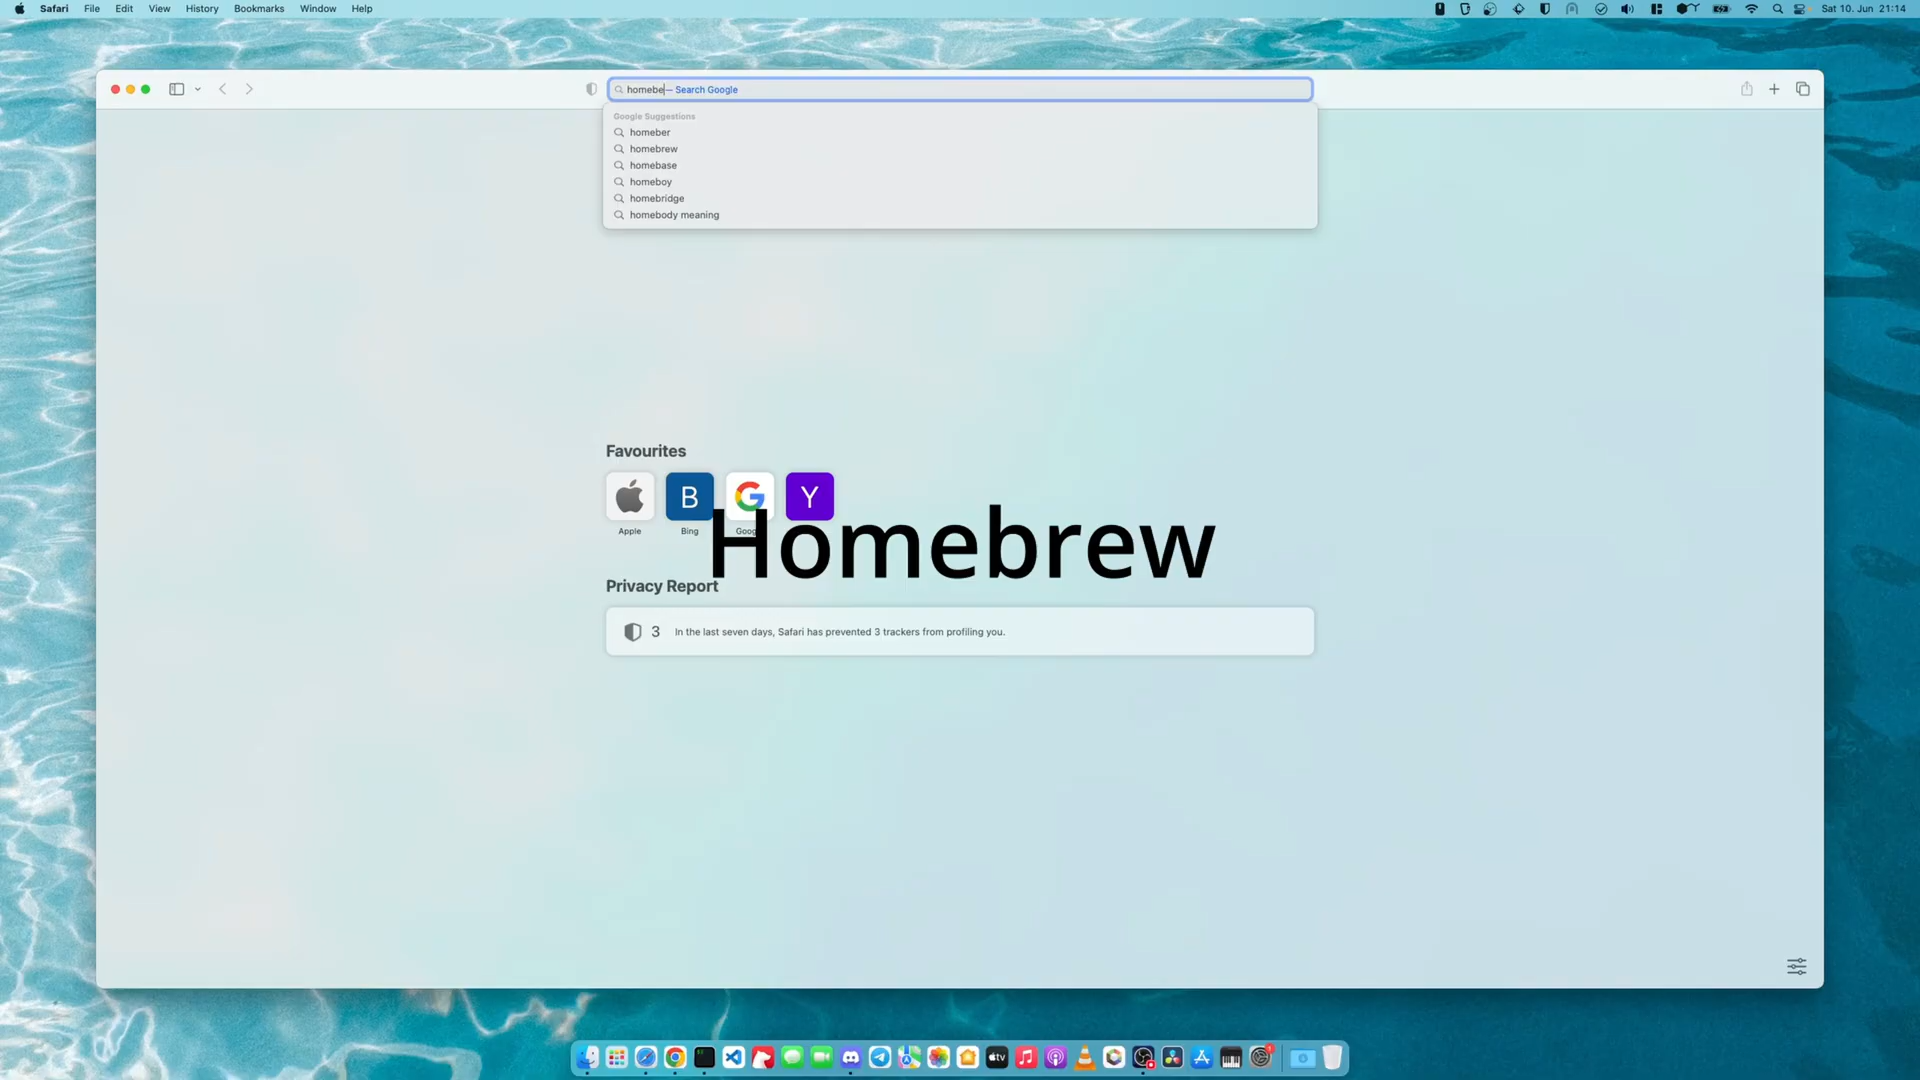 Safari File Edit View History Bookmarks Window Help Sat 10. Jun 21:14
homebe — Search Google
Google Suggestions
homeber
homebrew
homebase
homeboy
homebridge
homebody meaning
Favourites
B G Y
Apple Bing
Homebrew
Privacy Report
3 In the last seven days, Safari has prevented 3 trackers from profiling you.
tv